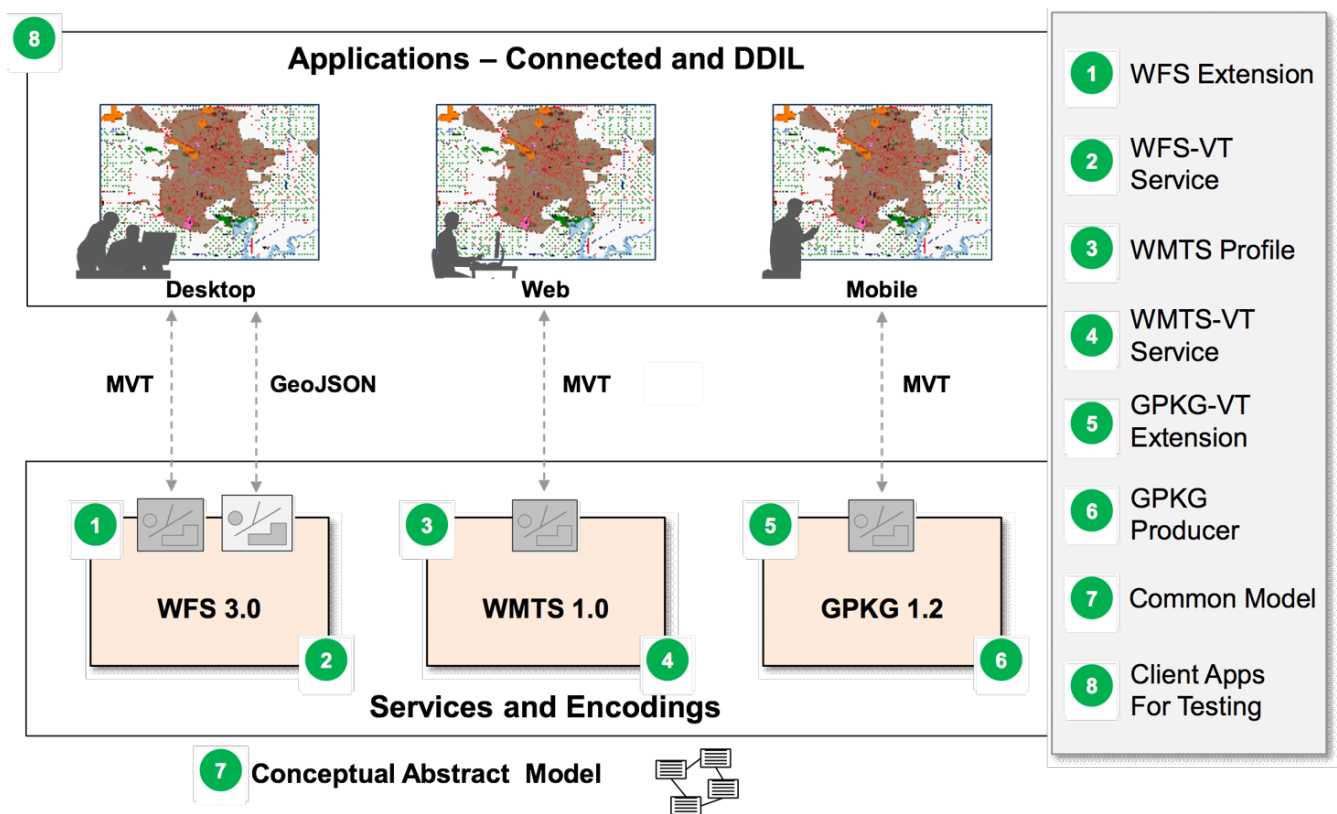 8
Applications – Connected and DDIL
Desktop
Web
Mobile
MVT
GeoJSON
MVT
MVT
1
3
5
WFS 3.0
WMTS 1.0
GPKG 1.2
2
4
6
Services and Encodings
7
Conceptual Abstract Model
1
WFS Extension
2
WFS-VT
Service
3
WMTS Profile
4
WMTS-VT
Service
5
GPKG-VT
Extension
6
GPKG
Producer
7
Common Model
8
Client Apps
For Testing